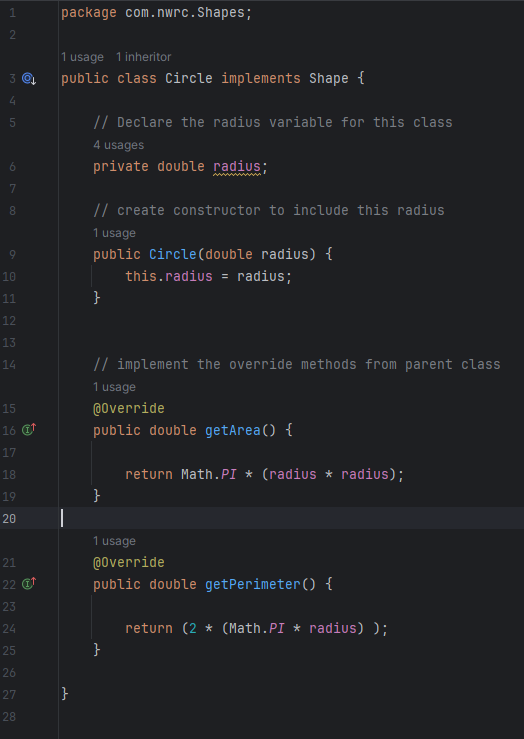 1 package com.nwrc.Shapes;
2
1 usage 1 inheritor
3 public class Circle implements Shape {
4
5 // Declare the radius variable for this class
4 usages
6 private double radius;
7
8 // create constructor to include this radius
1 usage
9 public Circle(double radius) {
10 this.radius = radius;
11 }
12
13
14 // implement the override methods from parent class
1 usage
15 @Override
16 public double getArea() {
17
18 return Math.PI * (radius * radius);
19 }
20
1 usage
21 @Override
22 public double getPerimeter() {
23
24 return (2 * (Math.PI * radius) );
25 }
26
27 }
28